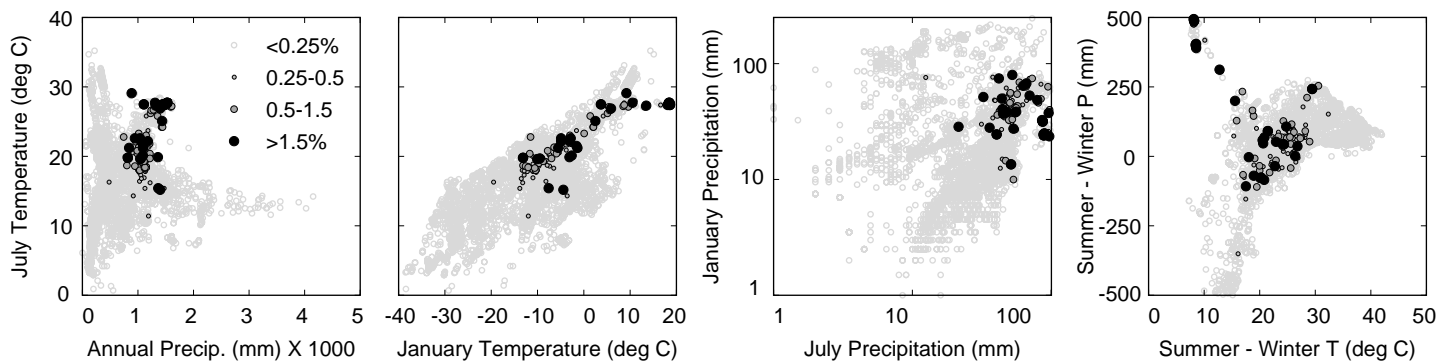 July Temperature (deg C)
40
30
20
10
0
<0.25%
0.25-0.5
0.5-1.5
>1.5%
0 1 2 3 4 5
Annual Precip. (mm) X 1000
-40 -30 -20 -10 0 10 20
January Temperature (deg C)
January Precipitation (mm)
100
10
1
1 10 100
July Precipitation (mm)
Summer - Winter P (mm)
500
250
0
-250
-500
0 10 20 30 40 50
Summer - Winter T (deg C)